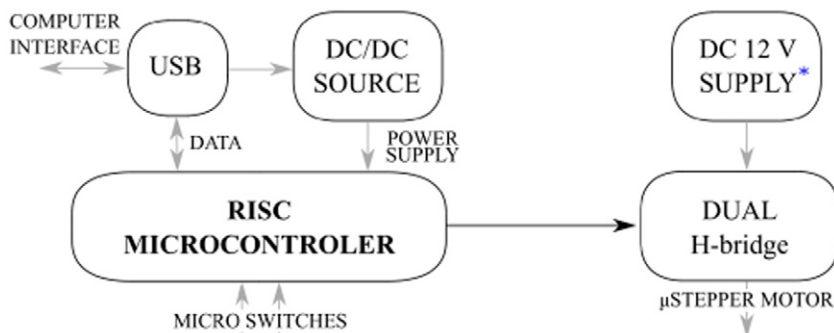 COMPUTER
INTERFACE
USB
DC/DC
SOURCE
DC 12 V
SUPPLY*
DATA
POWER
SUPPLY
RISC
MICROCONTROLER
DUAL
H-bridge
MICRO SWITCHES
µSTEPPER MOTOR